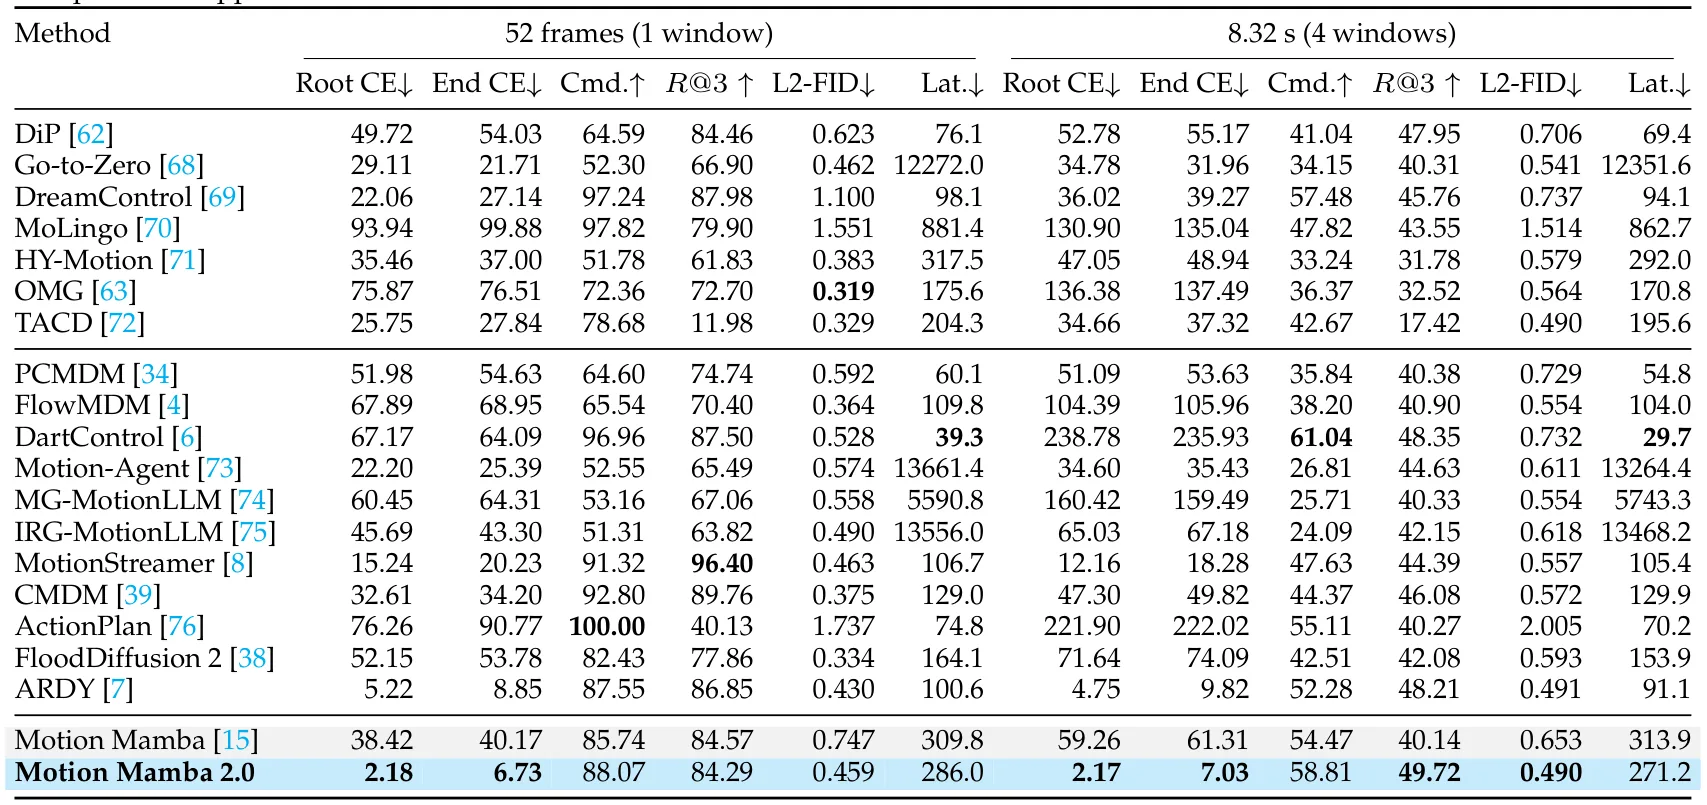 Method 52 frames (1 window) 8.32 s (4 windows)
Root CE↓ End CE↓ Cmd.↑ R@3 ↑ L2-FID↓ Lat.↓ Root CE↓ End CE↓ Cmd.↑ R@3 ↑ L2-FID↓ Lat.↓
DiP [62] 49.72 54.03 64.59 84.46 0.623 76.1 52.78 55.17 41.04 47.95 0.706 69.4
Go-to-Zero [68] 29.11 21.71 52.30 66.90 0.462 12272.0 34.78 31.96 34.15 40.31 0.541 12351.6
DreamControl [69] 22.06 27.14 97.24 87.98 1.100 98.1 36.02 39.27 57.48 45.76 0.737 94.1
MoLingo [70] 93.94 99.88 97.82 79.90 1.551 881.4 130.90 135.04 47.82 43.55 1.514 862.7
HY-Motion [71] 35.46 37.00 51.78 61.83 0.383 317.5 47.05 48.94 33.24 31.78 0.579 292.0
OMG [63] 75.87 76.51 72.36 72.70 0.319 175.6 136.38 137.49 36.37 32.52 0.564 170.8
TACD [72] 25.75 27.84 78.68 11.98 0.329 204.3 34.66 37.32 42.67 17.42 0.490 195.6
PCMDM [34] 51.98 54.63 64.60 74.74 0.592 60.1 51.09 53.63 35.84 40.38 0.729 54.8
FlowMDM [4] 67.89 68.95 65.54 70.40 0.364 109.8 104.39 105.96 38.20 40.90 0.554 104.0
DartControl [6] 67.17 64.09 96.96 87.50 0.528 39.3 238.78 235.93 61.04 48.35 0.732 29.7
Motion-Agent [73] 22.20 25.39 52.55 65.49 0.574 13661.4 34.60 35.43 26.81 44.63 0.611 13264.4
MG-MotionLLM [74] 60.45 64.31 53.16 67.06 0.558 5590.8 160.42 159.49 25.71 40.33 0.554 5743.3
IRG-MotionLLM [75] 45.69 43.30 51.31 63.82 0.490 13556.0 65.03 67.18 24.09 42.15 0.618 13468.2
MotionStreamer [8] 15.24 20.23 91.32 96.40 0.463 106.7 12.16 18.28 47.63 44.39 0.557 105.4
CMDM [39] 32.61 34.20 92.80 89.76 0.375 129.0 47.30 49.82 44.37 46.08 0.572 129.9
ActionPlan [76] 76.26 90.77 100.00 40.13 1.737 74.8 221.90 222.02 55.11 40.27 2.005 70.2
FloodDiffusion 2 [38] 52.15 53.78 82.43 77.86 0.334 164.1 71.64 74.09 42.51 42.08 0.593 153.9
ARDY [7] 5.22 8.85 87.55 86.85 0.430 100.6 4.75 9.82 52.28 48.21 0.491 91.1
Motion Mamba [15] 38.42 40.17 85.74 84.57 0.747 309.8 59.26 61.31 54.47 40.14 0.653 313.9
Motion Mamba 2.0 2.18 6.73 88.07 84.29 0.459 286.0 2.17 7.03 58.81 49.72 0.490 271.2